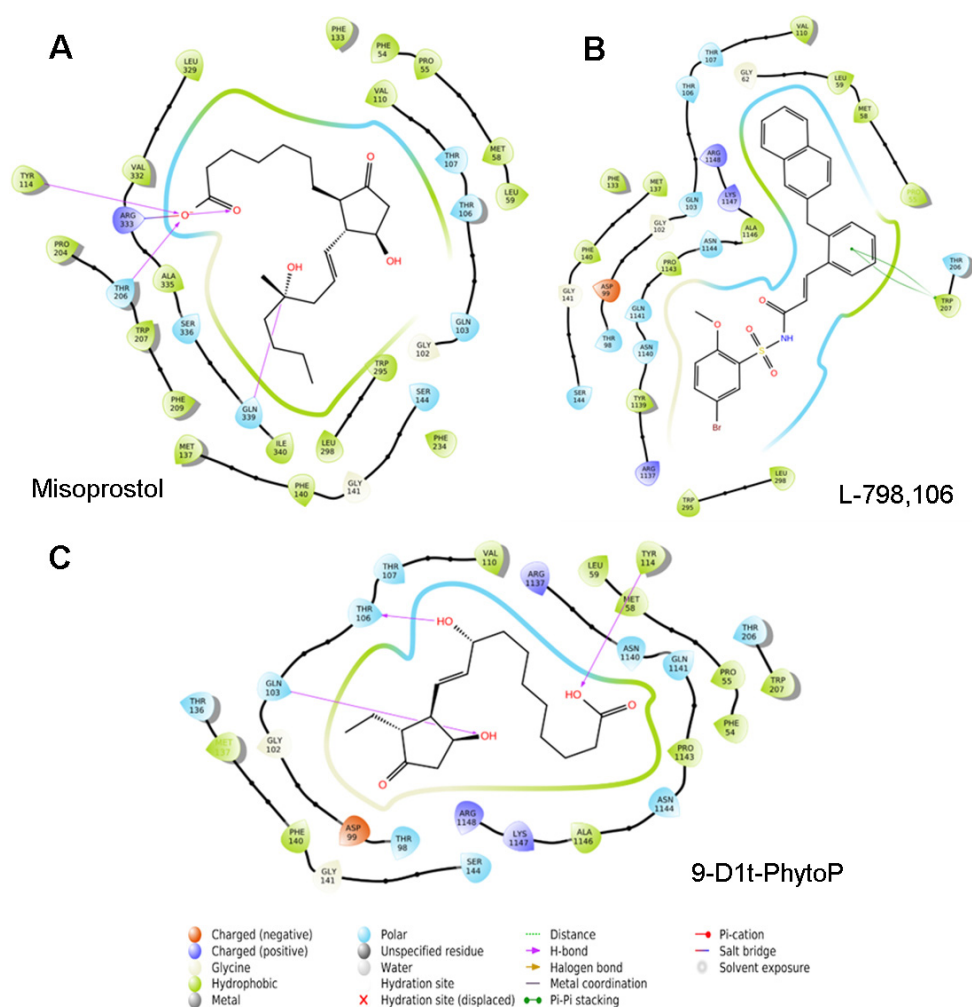 A
PHE 133
PHE 54
PRO 55
LEU 329
VAL 110
TYR 114
VAL 332
ARG 333
O⁻
O
O
THR 107
MET 58
LEU 59
THR 106
PRO 204
THR 206
ALA 335
OH
OH
TRP 207
SER 336
GLN 103
GLY 102
PHE 209
GLN 339
ILE 340
TRP 295
LEU 298
SER 144
PHE 234
MET 137
PHE 140
GLY 141
Misoprostol
B
VAL 110
THR 107
GLY 62
LEU 59
THR 106
MET 58
ARG 1148
LYS 1147
PHE 133
MET 137
GLN 103
GLY 102
ALA 1146
ASN 1144
PHE 140
PRO 1143
GLY 141
ASP 99
THR 206
TRP 207
GLN 1141
THR 98
ASN 1140
O
O
NH
S
O
O
Br
SER 144
TYR 1139
ARG 1137
TRP 295
LEU 298
L-798,106
C
THR 107
VAL 110
ARG 1137
LEU 59
TYR 114
MET 58
THR 106
HO
ASN 1140
GLN 1141
THR 206
GLN 103
PRO 55
TRP 207
THR 136
MET 137
GLY 102
HO
O
OH
O
PHE 54
PRO 1143
ASN 1144
PHE 140
ASP 99
THR 98
ARG 1148
LYS 1147
ALA 1146
GLY 141
SER 144
9-D1t-PhytoP
Charged (negative)
Charged (positive)
Glycine
Hydrophobic
Metal
Polar
Unspecified residue
Water
Hydration site
X Hydration site (displaced)
Distance
H-bond
Halogen bond
Metal coordination
Pi-Pi stacking
Pi-cation
Salt bridge
Solvent exposure